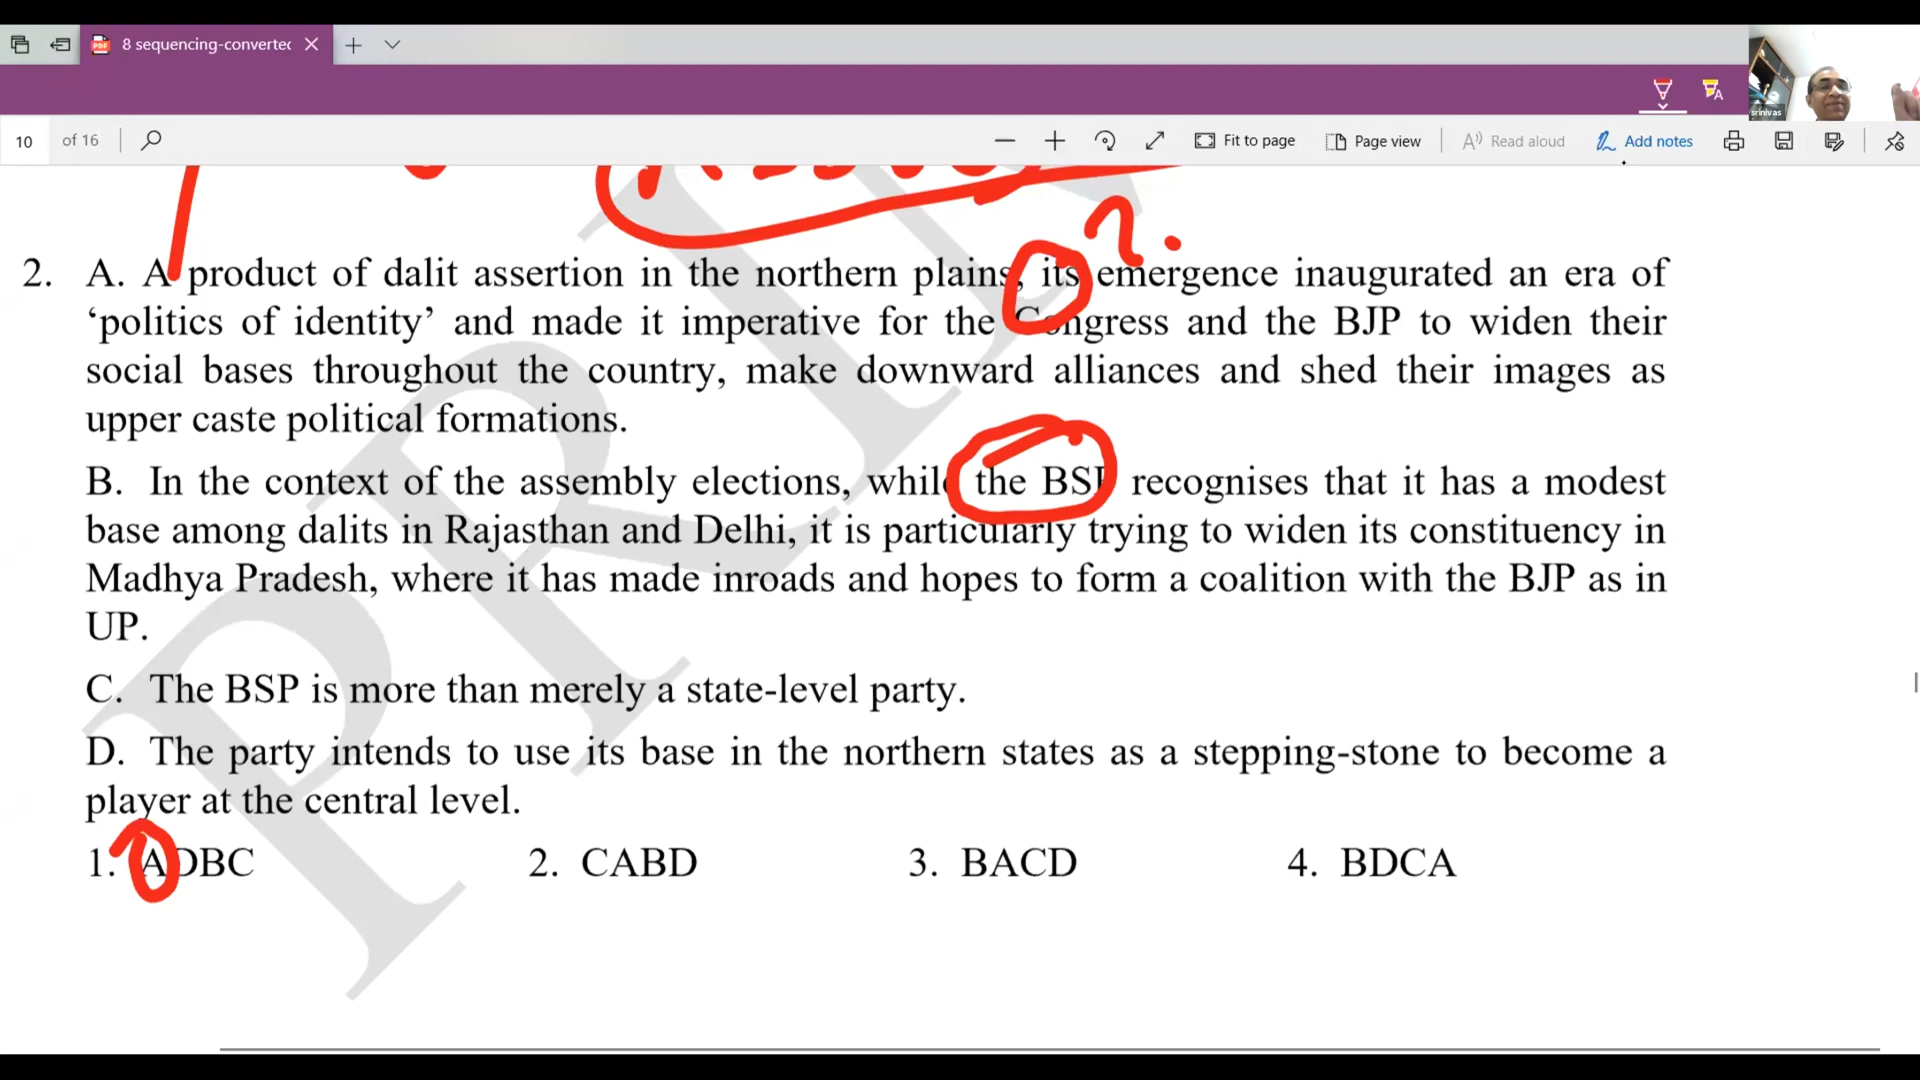 8 sequencing-converted
srinivas
10 of 16
Fit to page
Page view
Read aloud
Add notes
?
2. A. A product of dalit assertion in the northern plains, its emergence inaugurated an era of
‘politics of identity’ and made it imperative for the Congress and the BJP to widen their
social bases throughout the country, make downward alliances and shed their images as
upper caste political formations.
B. In the context of the assembly elections, while the BSP recognises that it has a modest
base among dalits in Rajasthan and Delhi, it is particularly trying to widen its constituency in
Madhya Pradesh, where it has made inroads and hopes to form a coalition with the BJP as in
UP.
C. The BSP is more than merely a state-level party.
D. The party intends to use its base in the northern states as a stepping-stone to become a
player at the central level.
1. ADBC 2. CABD 3. BACD 4. BDCA